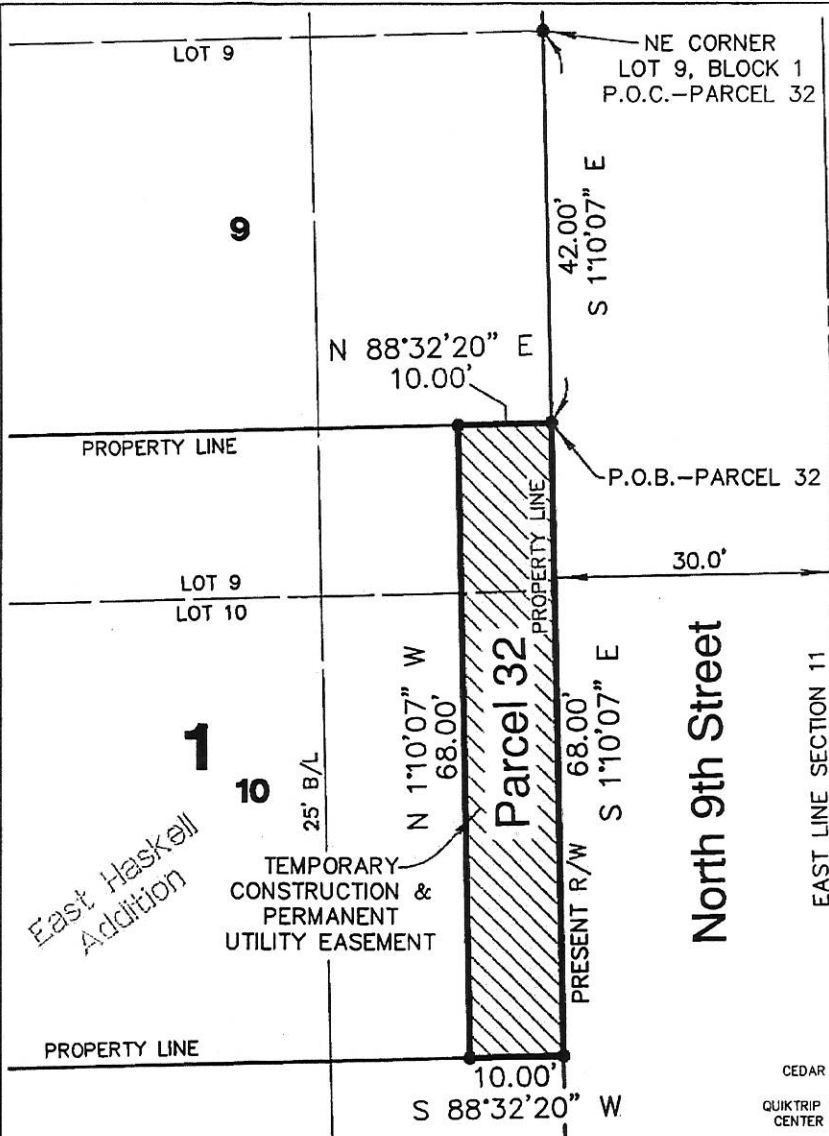 LOT 9
NE CORNER
LOT 9, BLOCK 1
P.O.C.-PARCEL 32
9
42.00'
S 1°10'07" E
N 88°32'20" E
10.00'
PROPERTY LINE
P.O.B.-PARCEL 32
PROPERTY LINE
30.0'
LOT 9
LOT 10
N 1°10'07" W
68.00'
Parcel 32
68.00'
S 1°10'07" E
North 9th Street
EAST LINE SECTION 11
1
10
25' B/L
East Haskell
Addition
TEMPORARY
CONSTRUCTION &
PERMANENT
UTILITY EASEMENT
PRESENT R/W
PROPERTY LINE
10.00'
S 88°32'20" W
CEDAR
QUIKTRIP
CENTER